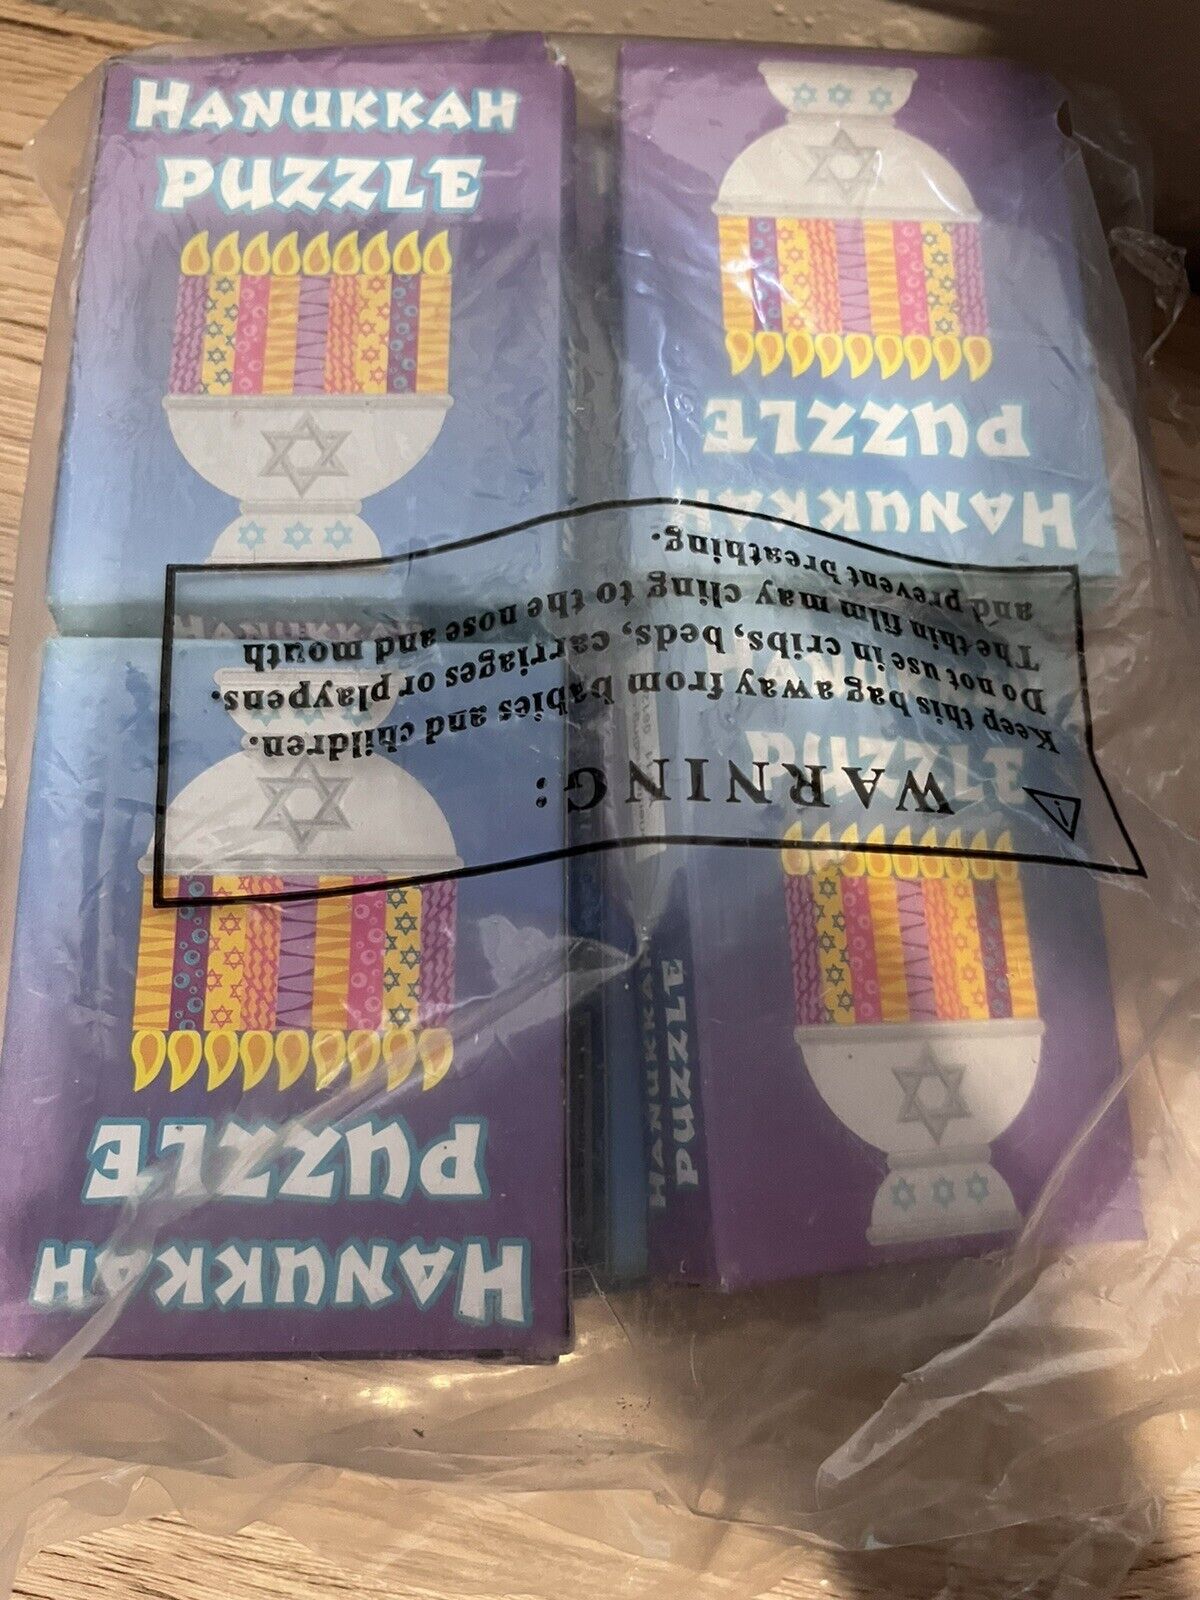 HANUKKAH
PUZZLE
HANUKKAH
PUZZLE
HANUKKAH
PUZZLE
HANUKKAH
PUZZLE
HANUKKAH
PUZZLE
WARNING:
Keep this bag away from babies and children.
Do not use in cribs, beds, carriages or playpens.
The thin film may cling to the nose and mouth
and prevent breathing.